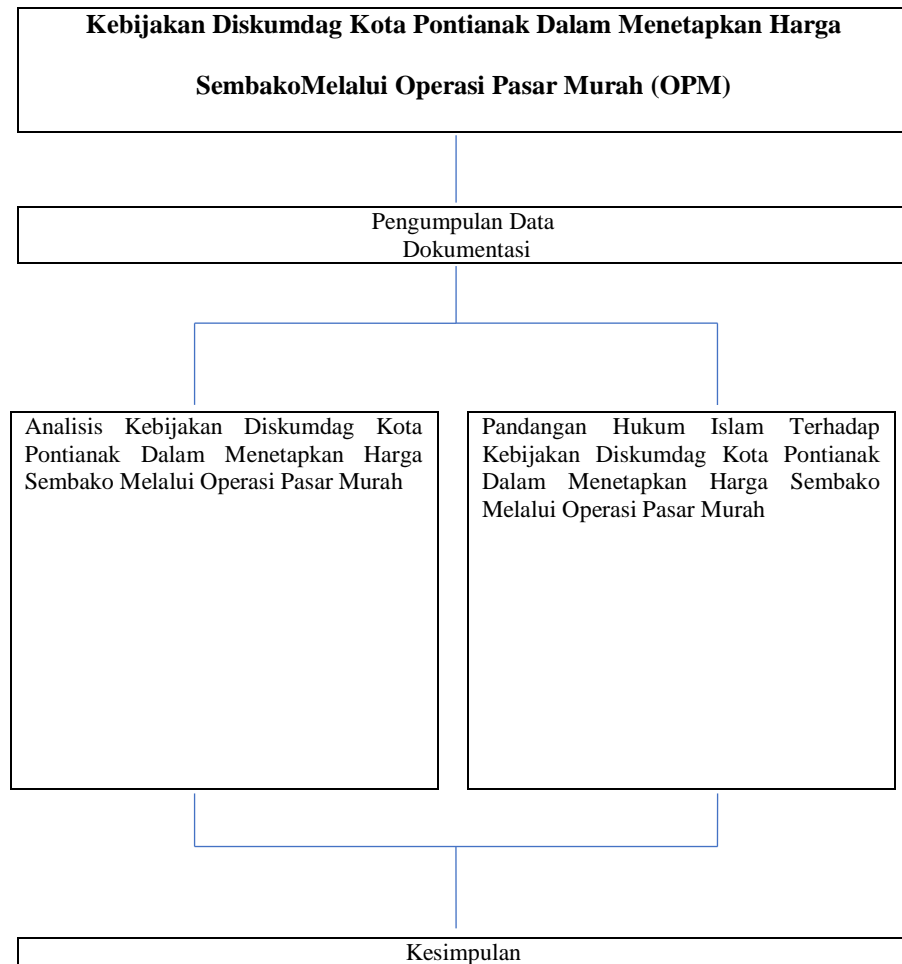 Kebijakan Diskumdag Kota Pontianak Dalam Menetapkan Harga
SembakoMelalui Operasi Pasar Murah (OPM)
Pengumpulan Data
Dokumentasi
Analisis Kebijakan Diskumdag Kota
Pontianak Dalam Menetapkan Harga
Sembako Melalui Operasi Pasar Murah
Pandangan Hukum Islam Terhadap
Kebijakan Diskumdag Kota Pontianak
Dalam Menetapkan Harga Sembako
Melalui Operasi Pasar Murah
Kesimpulan